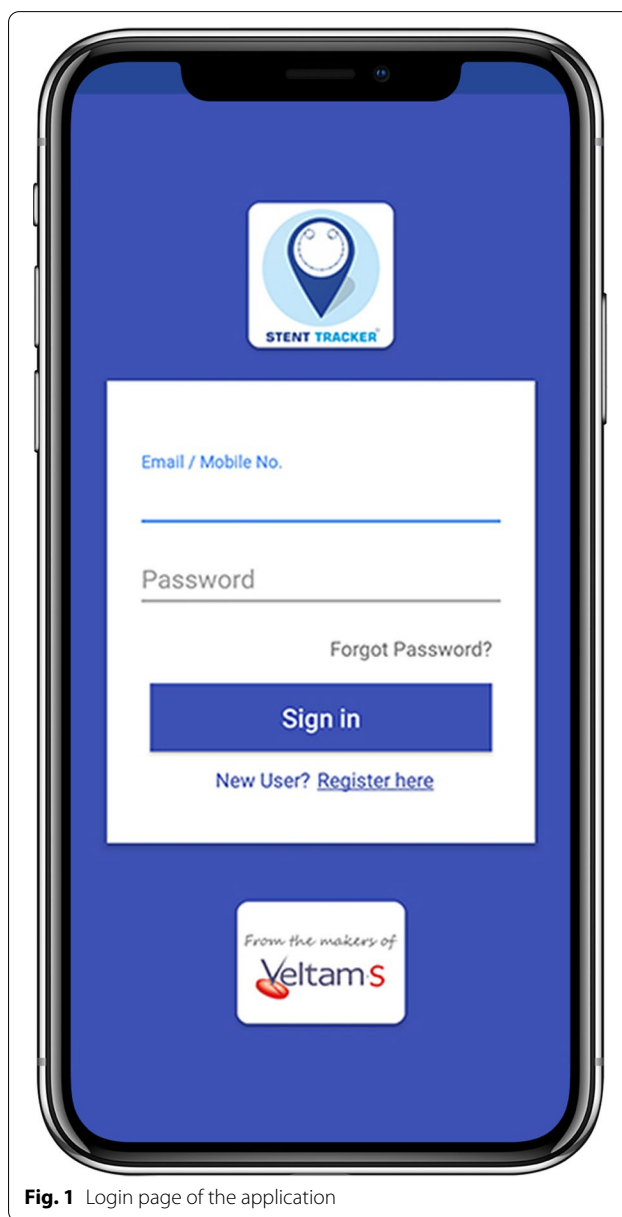 STENT TRACKER®
Email / Mobile No.
Password
Forgot Password?
Sign in
New User? Register here
From the makers of
Veltam·S
Fig. 1 Login page of the application